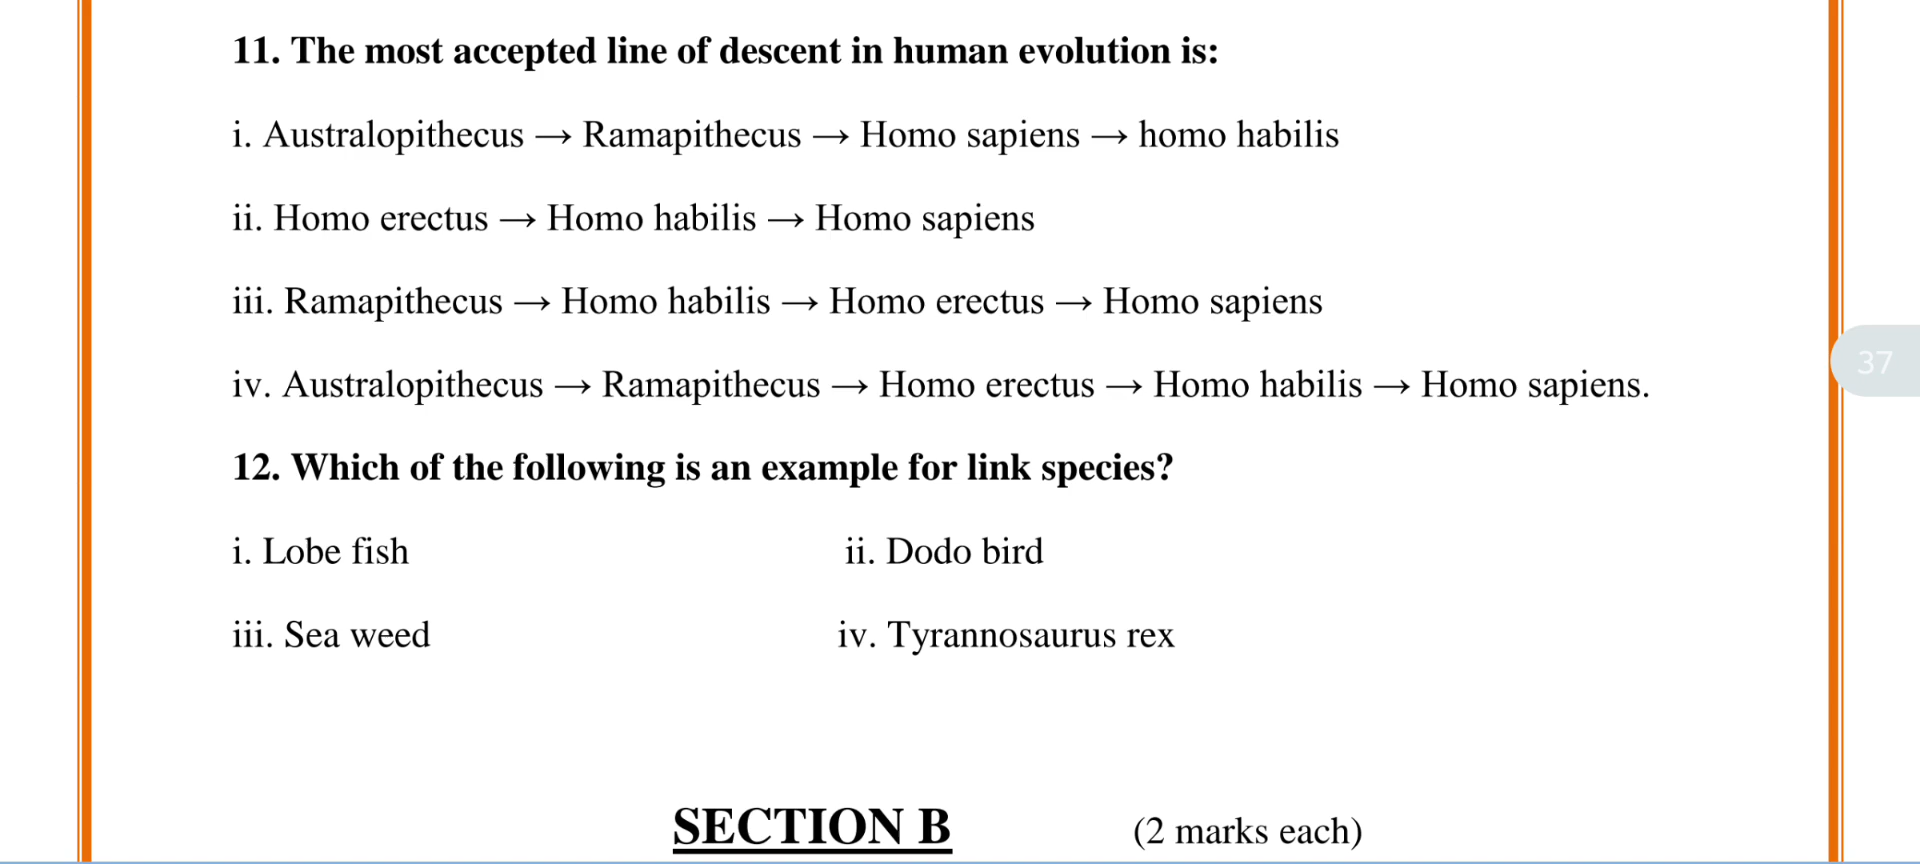 11. The most accepted line of descent in human evolution is:
i. Australopithecus → Ramapithecus → Homo sapiens → homo habilis
ii. Homo erectus → Homo habilis → Homo sapiens
iii. Ramapithecus → Homo habilis → Homo erectus → Homo sapiens
37
iv. Australopithecus → Ramapithecus → Homo erectus → Homo habilis → Homo sapiens.
12. Which of the following is an example for link species?
i. Lobe fish ii. Dodo bird
iii. Sea weed iv. Tyrannosaurus rex
SECTION B (2 marks each)